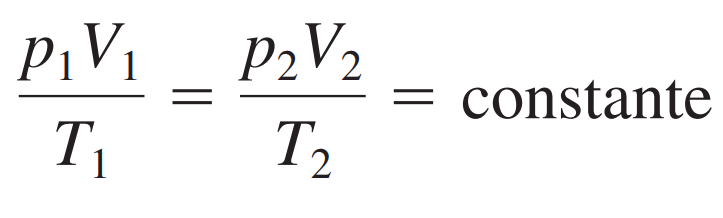 p₁V₁/T₁ = p₂V₂/T₂ = constante